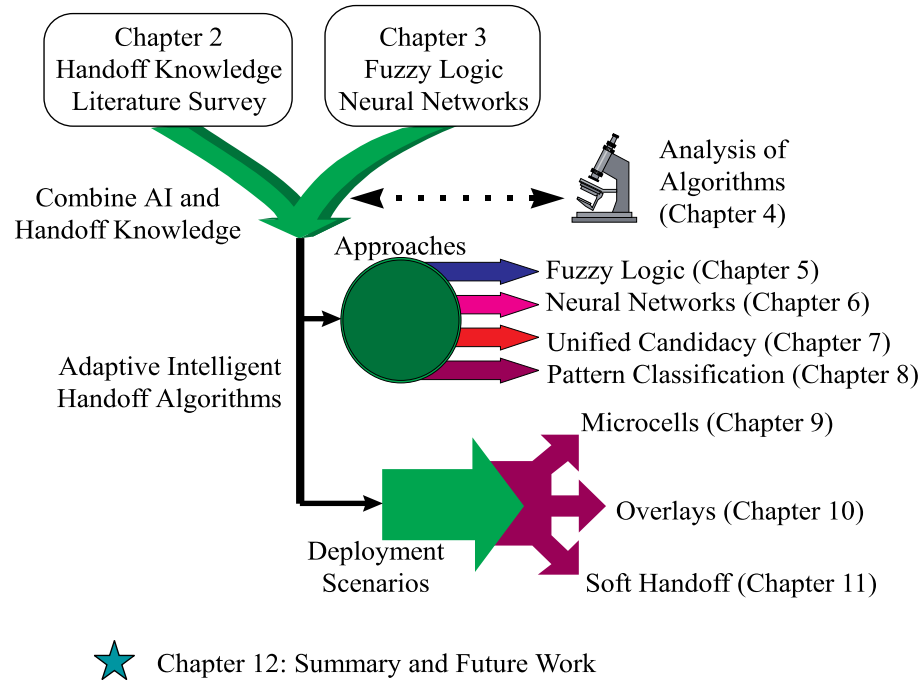 Chapter 2
Handoff Knowledge
Literature Survey
Chapter 3
Fuzzy Logic
Neural Networks
Combine AI and
Handoff Knowledge
Analysis of
Algorithms
(Chapter 4)
Approaches
Fuzzy Logic (Chapter 5)
Neural Networks (Chapter 6)
Unified Candidacy (Chapter 7)
Pattern Classification (Chapter 8)
Adaptive Intelligent
Handoff Algorithms
Microcells (Chapter 9)
Overlays (Chapter 10)
Soft Handoff (Chapter 11)
Deployment
Scenarios
Chapter 12: Summary and Future Work